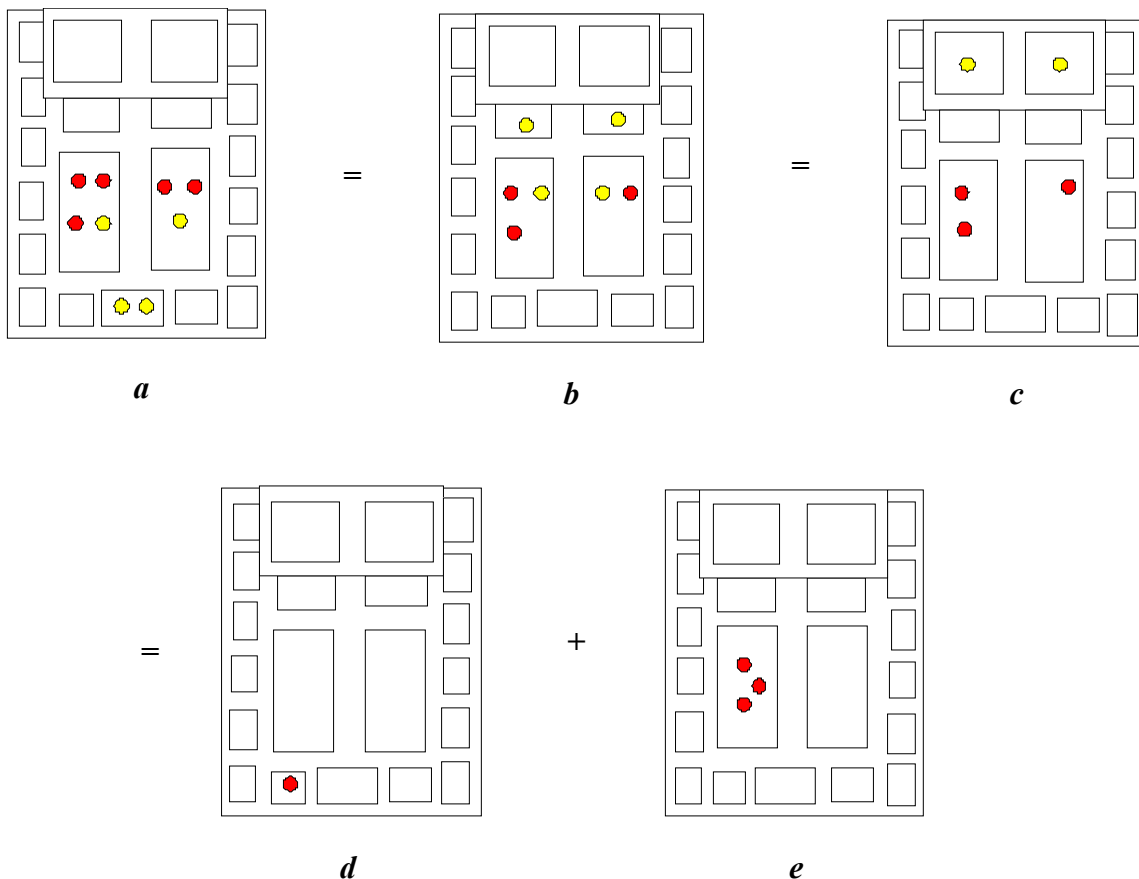 = =
a b c
= +
d e